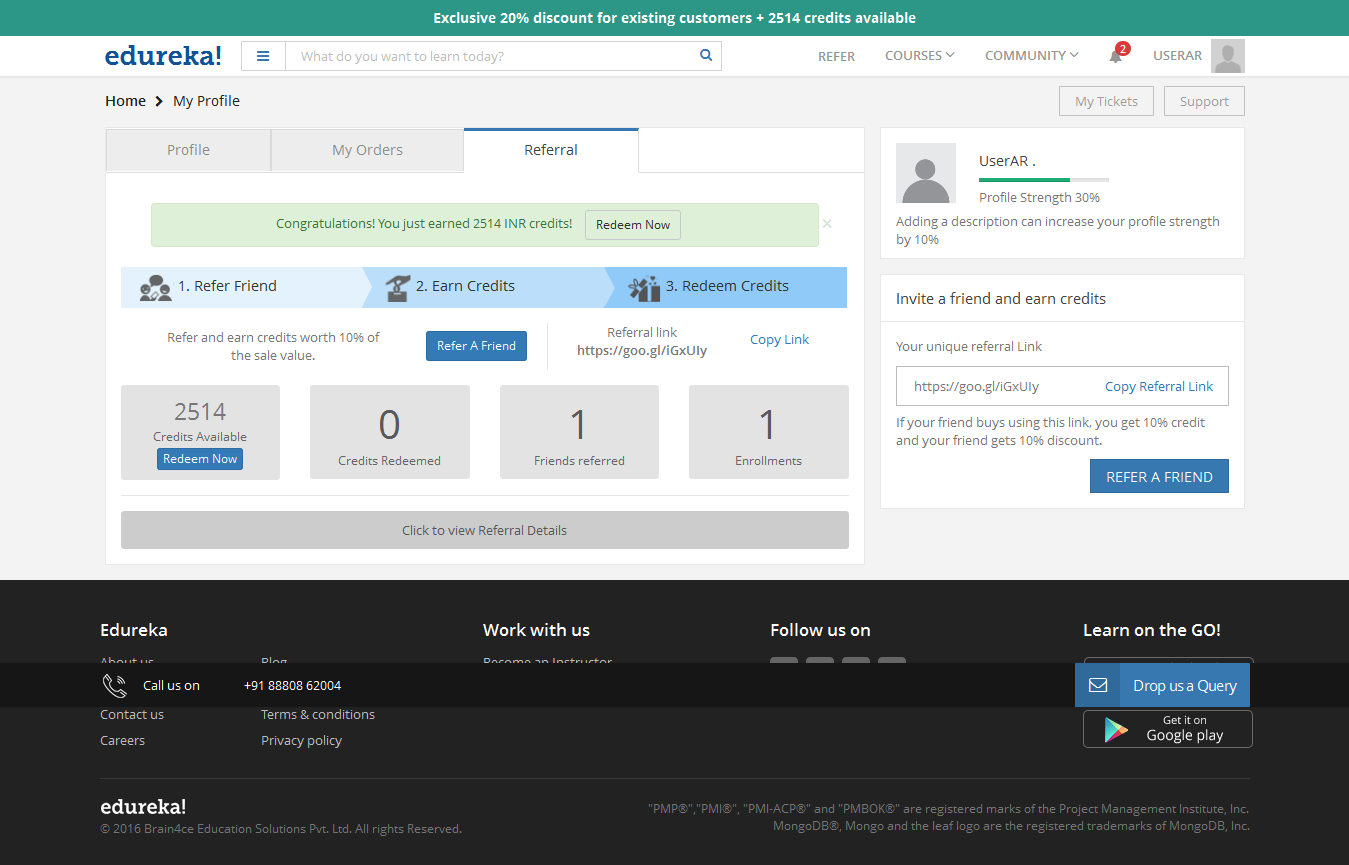 Exclusive 20% discount for existing customers + 2514 credits available
edureka!
What do you want to learn today?
REFER
COURSES
COMMUNITY
2
USERAR
Home
My Profile
My Tickets
Support
Profile
My Orders
Referral
Congratulations! You just earned 2514 INR credits!
Redeem Now
×
1. Refer Friend
2. Earn Credits
3. Redeem Credits
Refer and earn credits worth 10% of
the sale value.
Refer A Friend
Referral link
https://goo.gl/iGxUIy
Copy Link
2514
Credits Available
Redeem Now
0
Credits Redeemed
1
Friends referred
1
Enrollments
Click to view Referral Details
UserAR .
Profile Strength 30%
Adding a description can increase your profile strength
by 10%
Invite a friend and earn credits
Your unique referral Link
https://goo.gl/iGxUIy
Copy Referral Link
If your friend buys using this link, you get 10% credit
and your friend gets 10% discount.
REFER A FRIEND
Edureka
Work with us
Follow us on
Learn on the GO!
About us
Blog
Become an Instructor
Call us on
+91 88808 62004
Drop us a Query
Contact us
Terms & conditions
Careers
Privacy policy
Get it on
Google play
edureka!
© 2016 Brain4ce Education Solutions Pvt. Ltd. All rights Reserved.
"PMP®","PMI®", "PMI-ACP®" and "PMBOK®" are registered marks of the Project Management Institute, Inc.
MongoDB®, Mongo and the leaf logo are the registered trademarks of MongoDB, Inc.